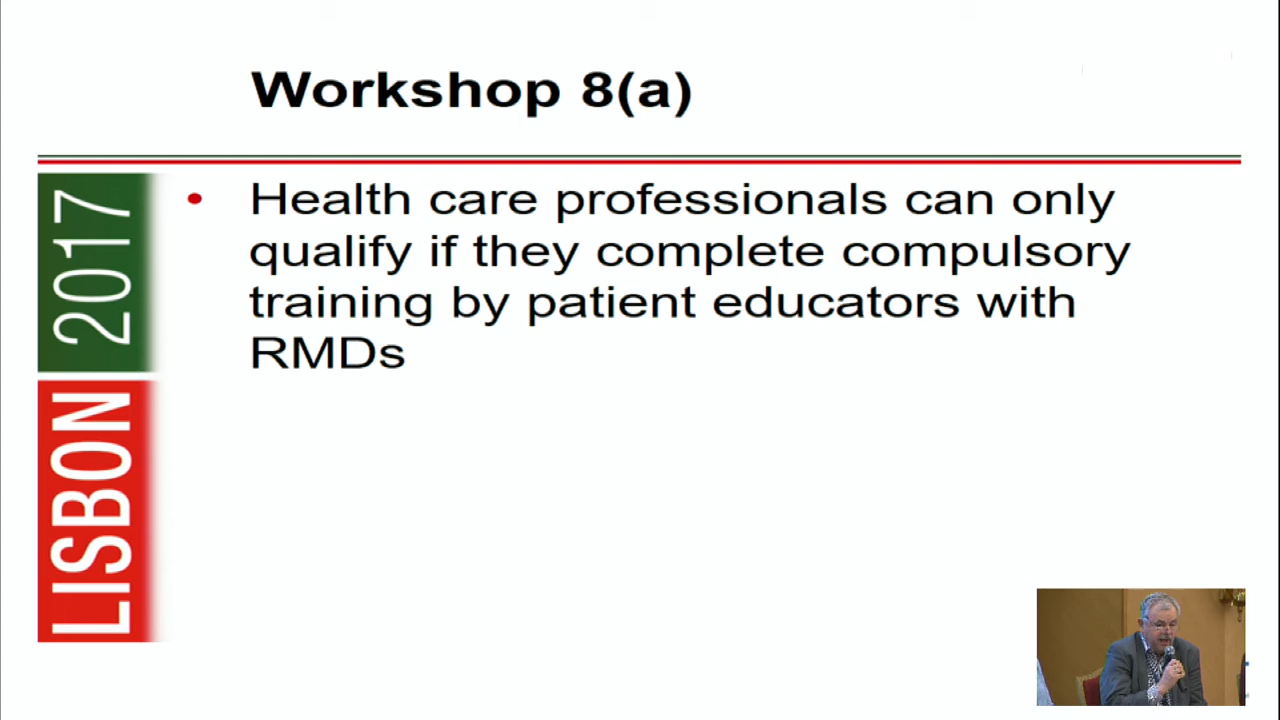 Workshop 8(a)
• Health care professionals can only
qualify if they complete compulsory
training by patient educators with
RMDs
LISBON 2017